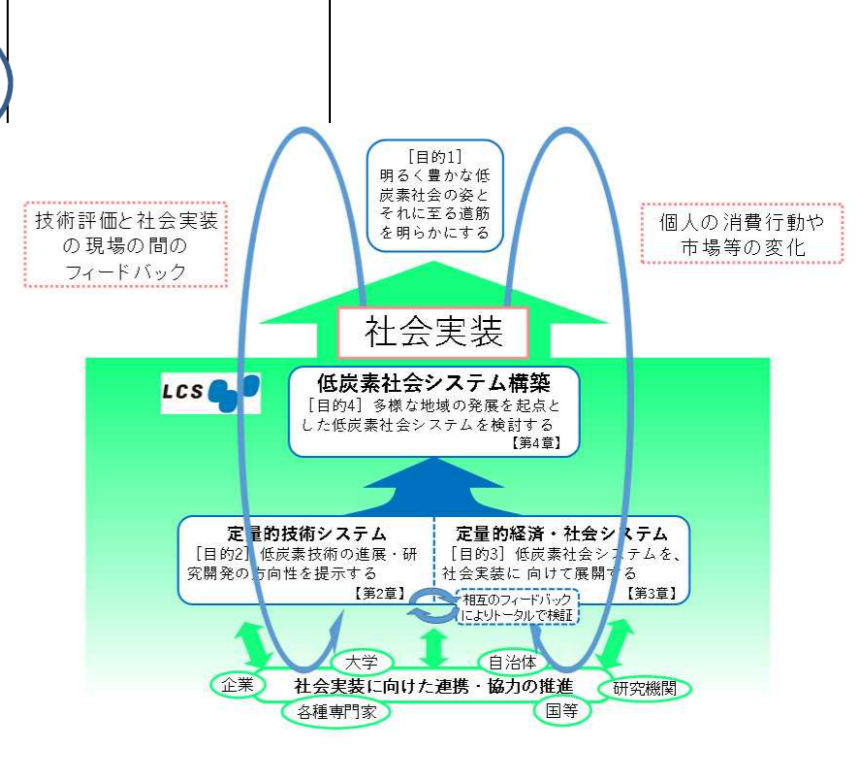 [目的1]
明るく豊かな低
炭素社会の姿と
それに至る道筋
を明らかにする
技術評価と社会実装
の現場の間の
フィードバック
個人の消費行動や
市場等の変化
社会実装
LCS
低炭素社会システム構築
[目的4] 多様な地域の発展を起点と
した低炭素社会システムを検討する
【第4章】
定量的技術システム
[目的2] 低炭素技術の進展・研
究開発の方向性を提示する
【第2章】
定量的経済・社会システム
[目的3] 低炭素社会システムを、
社会実装に 向けて展開する
【第3章】
相互のフィードバック
によりトータルで検証
大学
自治体
企業
社会実装に向けた連携・協力の推進
研究機関
各種専門家
国等